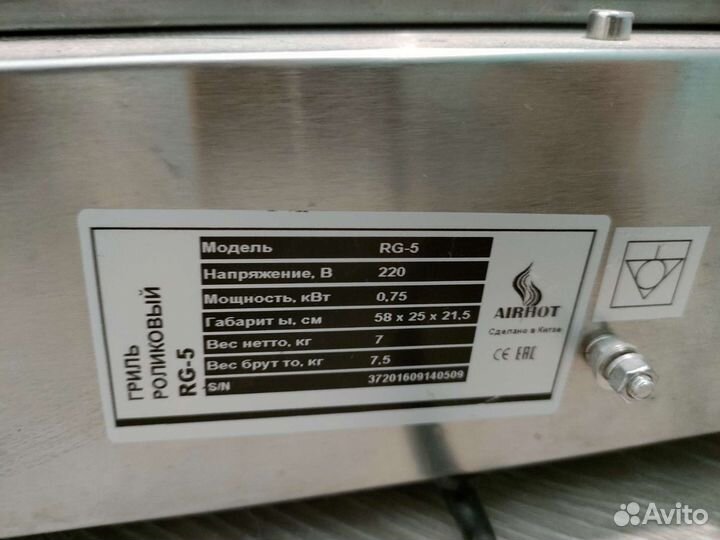 ГРИЛЬ
РОЛИКОВЫЙ
RG-5
Модель RG-5
Напряжение, В 220
Мощность, кВт 0,75
Габарит ы, см 58 x 25 x 21,5
Вес нетто, кг 7
Вес брут то, кг 7,5
S/N 37201609140509
AIRHOT
Сделано в Китае
CE EAC
Avito